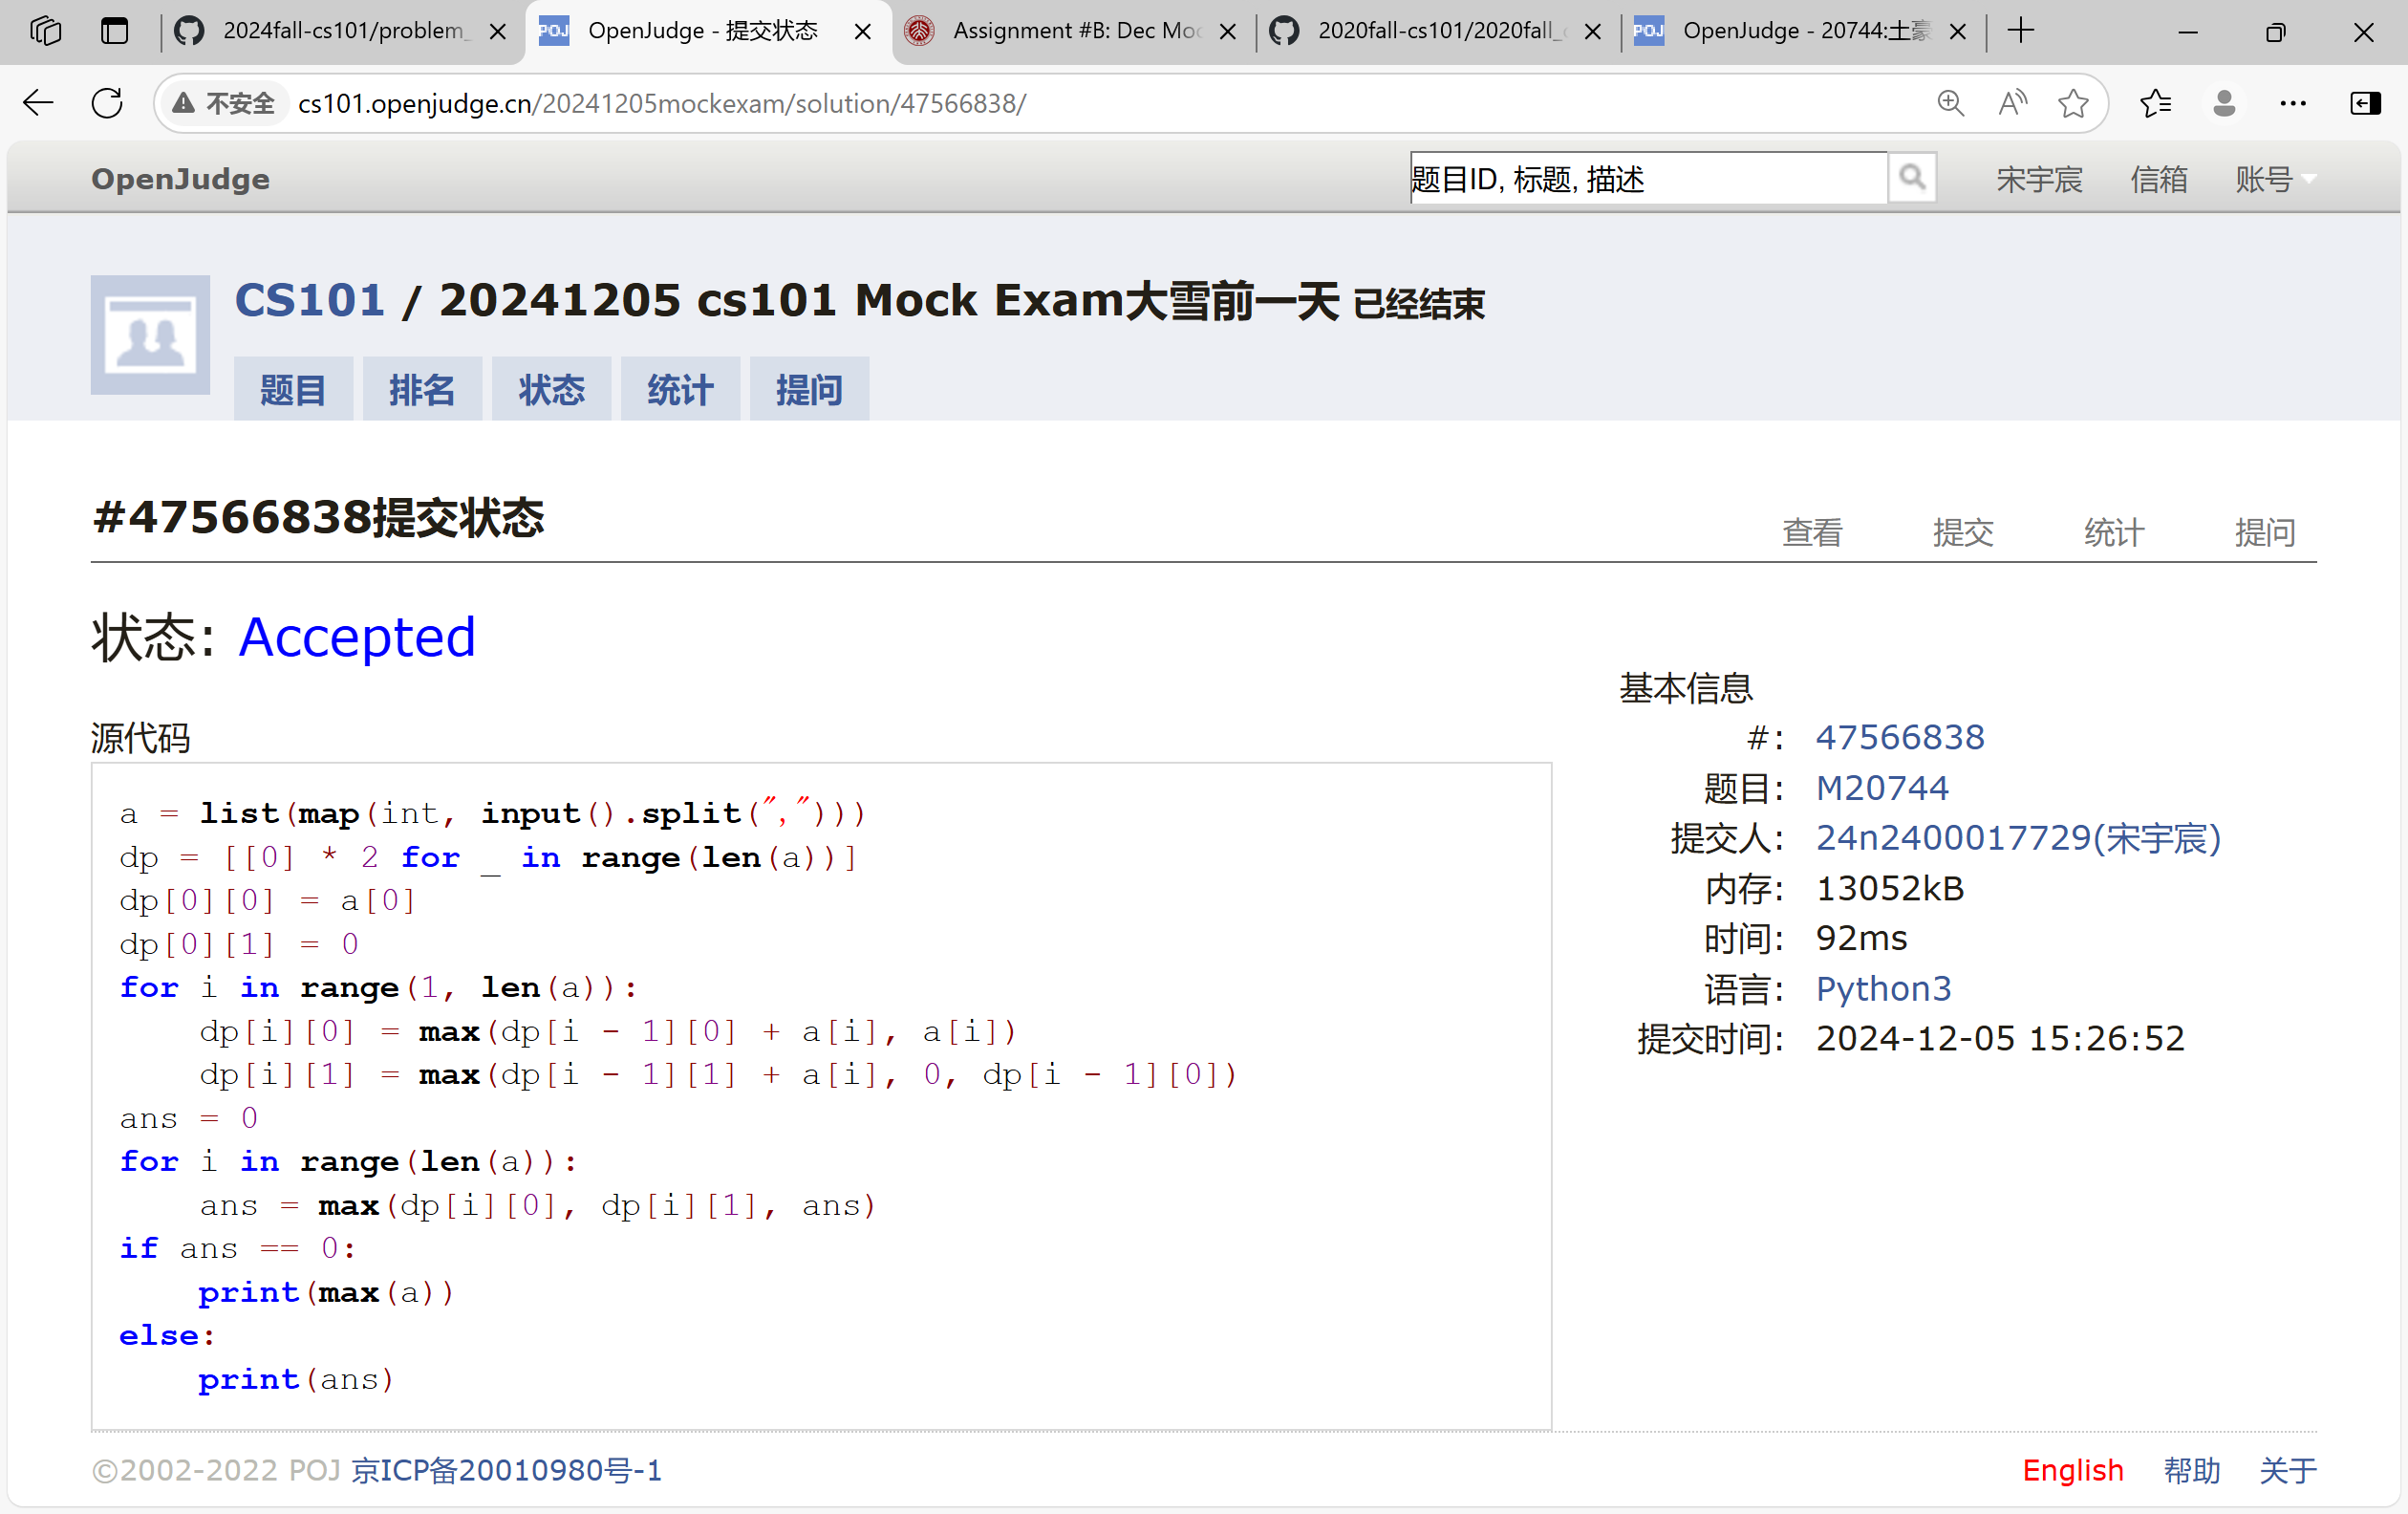 2024fall-cs101/problem_
OpenJudge - 提交状态
Assignment #B: Dec Moc
2020fall-cs101/2020fall_c
OpenJudge - 20744:土豪
不安全
cs101.openjudge.cn/20241205mockexam/solution/47566838/
OpenJudge
题目ID, 标题, 描述
宋宇宸
信箱
账号
CS101 / 20241205 cs101 Mock Exam大雪前一天 已经结束
题目
排名
状态
统计
提问
#47566838提交状态
查看
提交
统计
提问
状态: Accepted
源代码
a = list(map(int, input().split(",")))
dp = [[0] * 2 for _ in range(len(a))]
dp[0][0] = a[0]
dp[0][1] = 0
for i in range(1, len(a)):
    dp[i][0] = max(dp[i - 1][0] + a[i], a[i])
    dp[i][1] = max(dp[i - 1][1] + a[i], 0, dp[i - 1][0])
ans = 0
for i in range(len(a)):
    ans = max(dp[i][0], dp[i][1], ans)
if ans == 0:
    print(max(a))
else:
    print(ans)
基本信息
#: 47566838
题目: M20744
提交人: 24n2400017729(宋宇宸)
内存: 13052kB
时间: 92ms
语言: Python3
提交时间: 2024-12-05 15:26:52
©2002-2022 POJ 京ICP备20010980号-1
English
帮助
关于